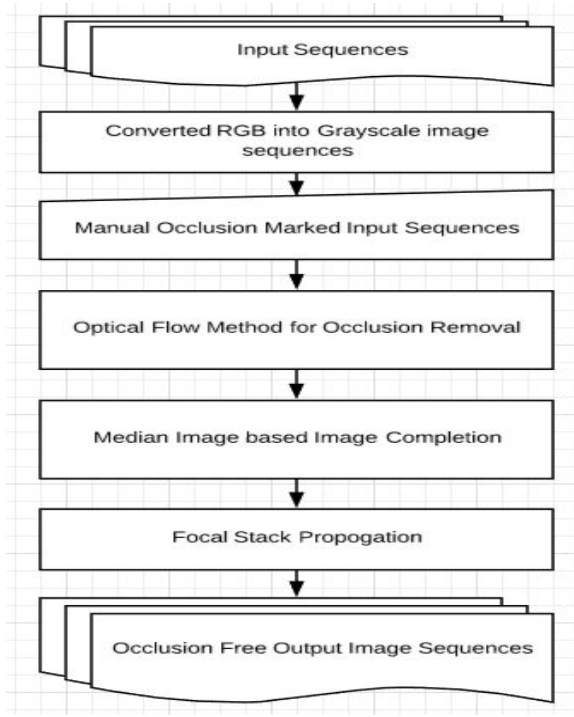 Input Sequences
Converted RGB into Grayscale image
sequences
Manual Occlusion Marked Input Sequences
Optical Flow Method for Occlusion Removal
Median Image based Image Completion
Focal Stack Propogation
Occlusion Free Output Image Sequences